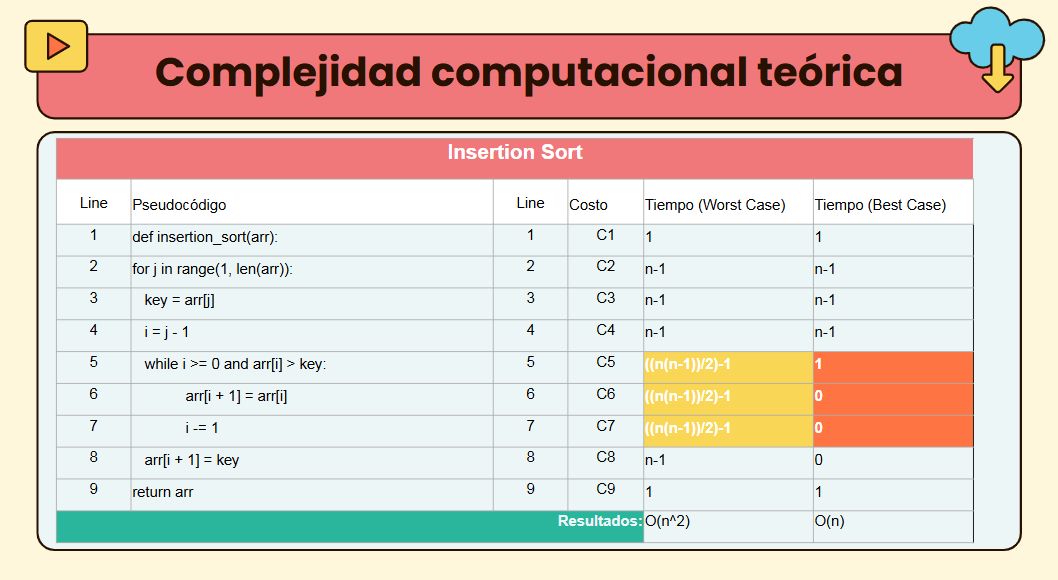 Complejidad computacional teórica
Insertion Sort
Line Pseudocódigo Line Costo Tiempo (Worst Case) Tiempo (Best Case)
1 def insertion_sort(arr): 1 C1 1 1
2 for j in range(1, len(arr)): 2 C2 n-1 n-1
3 key = arr[j] 3 C3 n-1 n-1
4 i = j - 1 4 C4 n-1 n-1
5 while i >= 0 and arr[i] > key: 5 C5 ((n(n-1))/2)-1 1
6 arr[i + 1] = arr[i] 6 C6 ((n(n-1))/2)-1 0
7 i -= 1 7 C7 ((n(n-1))/2)-1 0
8 arr[i + 1] = key 8 C8 n-1 0
9 return arr 9 C9 1 1
Resultados: O(n^2) O(n)